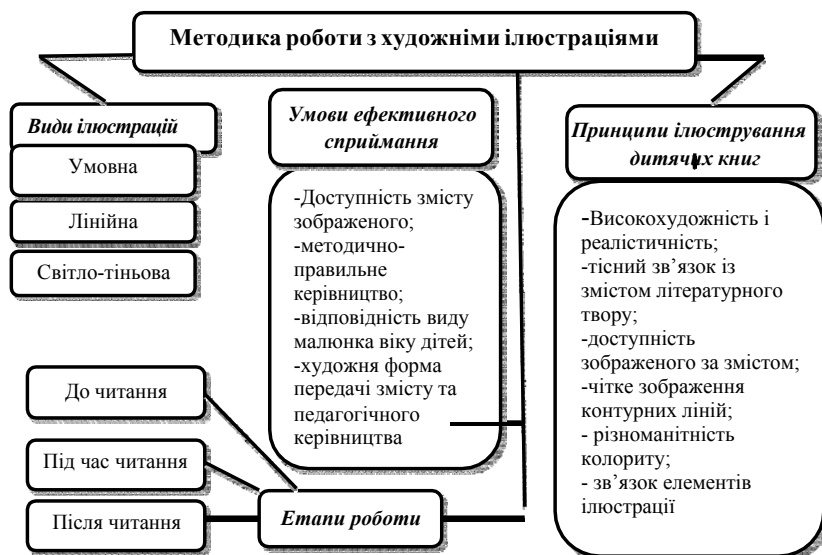 Методика роботи з художніми ілюстраціями
Види ілюстрацій
Умовна
Лінійна
Світло-тіньова
Умови ефективного
сприймання
-Доступність змісту
зображеного;
-методично-
правильне
керівництво;
-відповідність виду
малюнка віку дітей;
-художня форма
передачі змісту та
педагогічного
керівництва
Принципи ілюстрування
дитячих книг
-Високохудожність і
реалістичність;
-тісний зв’язок із
змістом літературного
твору;
-доступність
зображеного за змістом;
-чітке зображення
контурних ліній;
- різноманітність
колориту;
- зв’язок елементів
ілюстрації
До читання
Під час читання
Після читання
Етапи роботи